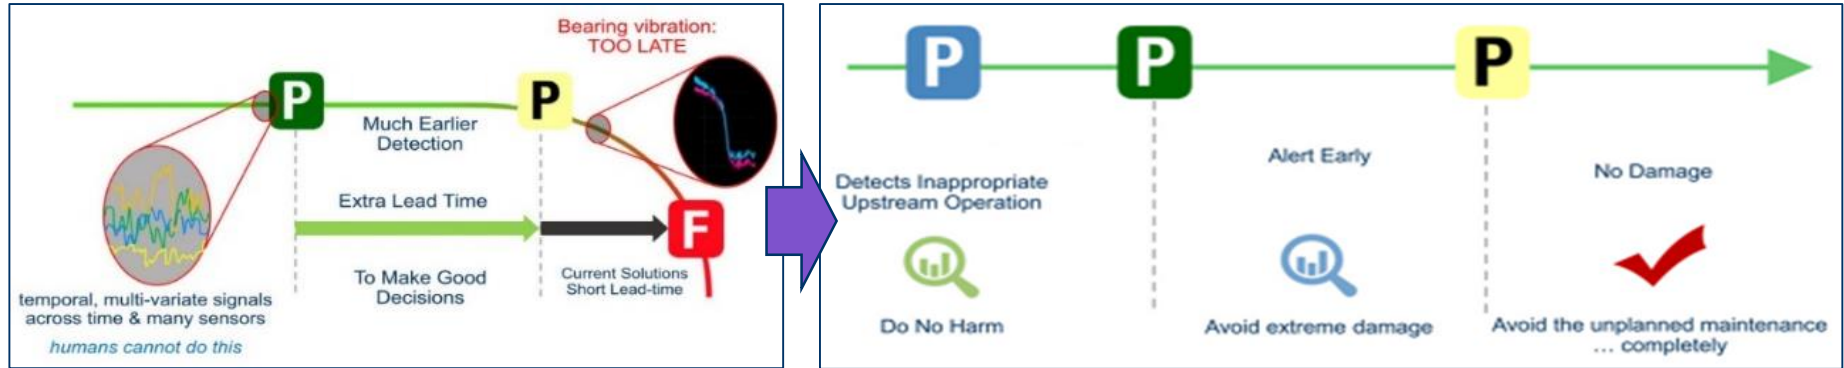 Bearing vibration:
TOO LATE
P
P
Much Earlier
Detection
Extra Lead Time
F
To Make Good
Decisions
Current Solutions
Short Lead-time
temporal, multi-variate signals
across time & many sensors
humans cannot do this
P
P
P
Detects Inappropriate
Upstream Operation
Do No Harm
Alert Early
Avoid extreme damage
No Damage
Avoid the unplanned maintenance
... completely